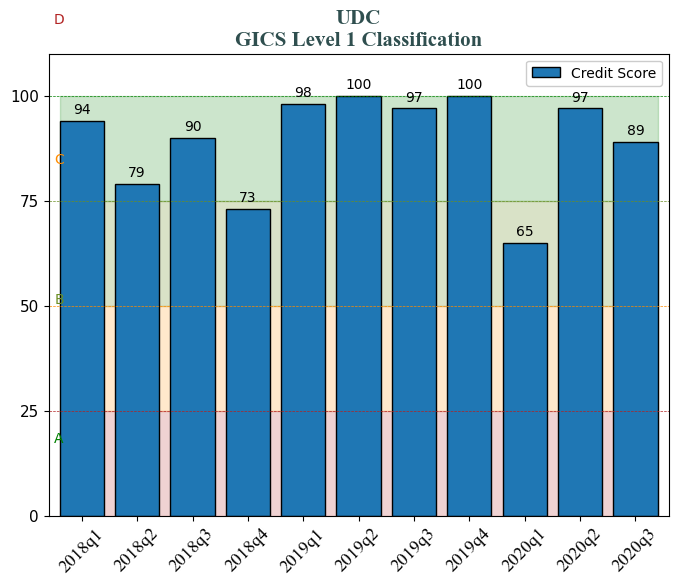 D
UDC
GICS Level 1 Classification
Credit Score
100
94
79
90
73
98
100
97
100
65
97
89
C
75
B
50
25
A
0
2018q1
2018q2
2018q3
2018q4
2019q1
2019q2
2019q3
2019q4
2020q1
2020q2
2020q3